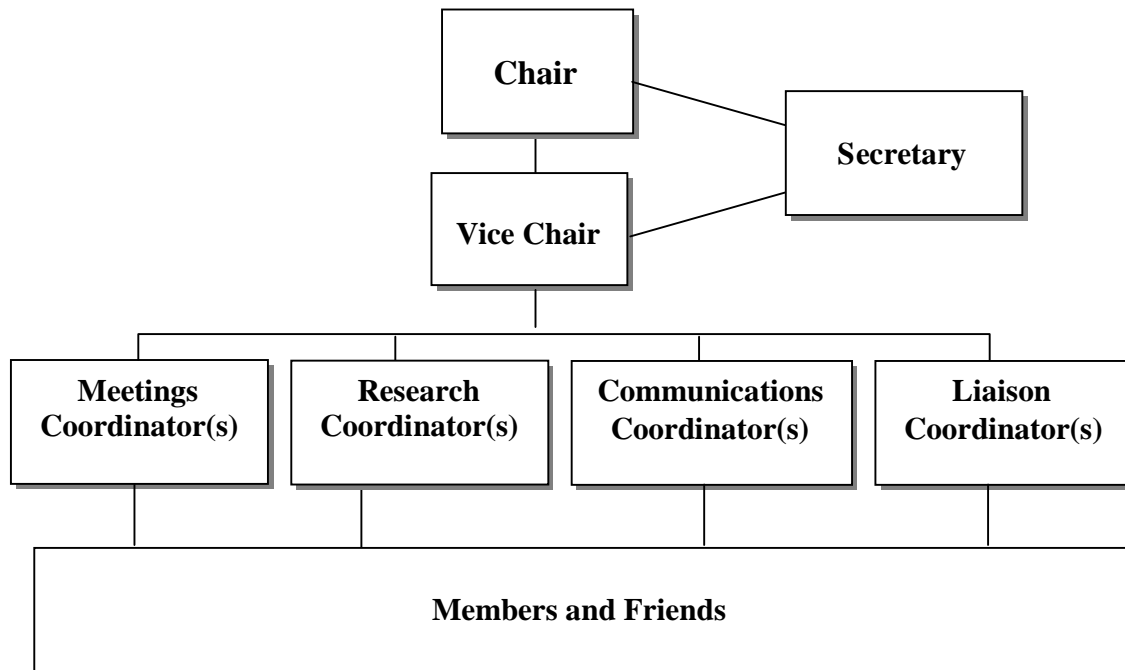 Chair
Secretary
Vice Chair
Meetings
Coordinator(s)
Research
Coordinator(s)
Communications
Coordinator(s)
Liaison
Coordinator(s)
Members and Friends